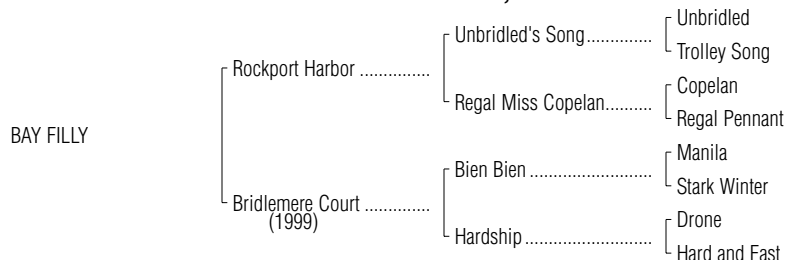 Unbridled
Unbridled's Song..............
Trolley Song
Rockport Harbor ...............
Copelan
Regal Miss Copelan..........
Regal Pennant
BAY FILLY
Manila
Bien Bien ..........................
Stark Winter
Bridlemere Court ..............
(1999)
Drone
Hardship...........................
Hard and Fast